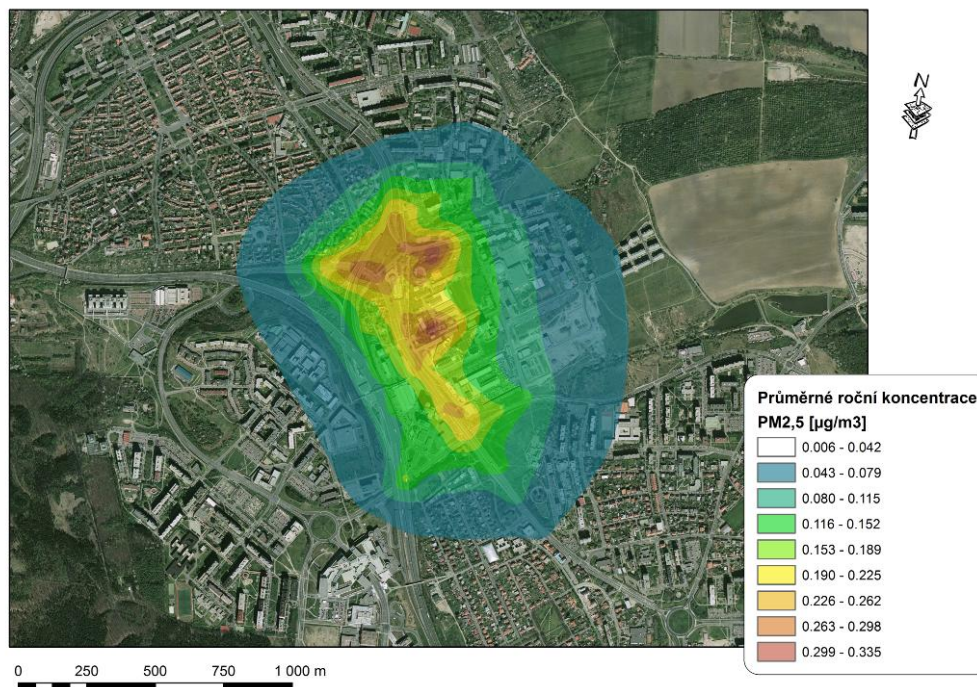 N
Průměrné roční koncentrace
PM2,5 [µg/m3]
0.006 - 0.042
0.043 - 0.079
0.080 - 0.115
0.116 - 0.152
0.153 - 0.189
0.190 - 0.225
0.226 - 0.262
0.263 - 0.298
0.299 - 0.335
0 250 500 750 1 000 m